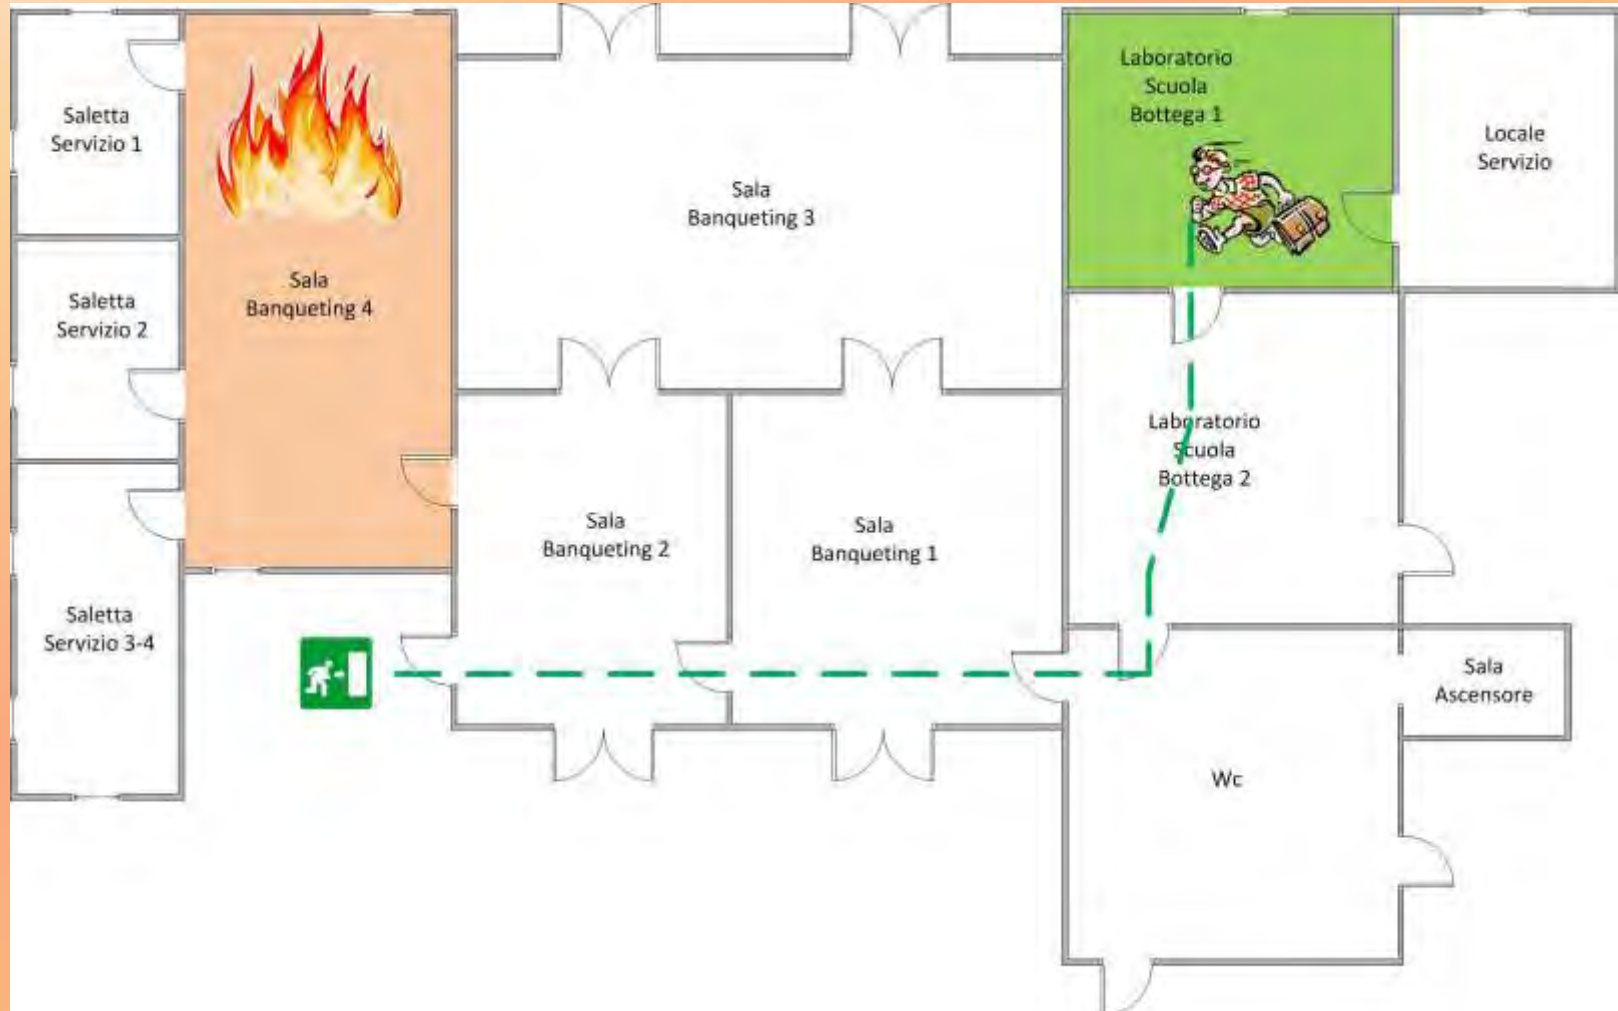 Saletta
Servizio 1
Laboratorio
Scuola
Bottega 1
Locale
Servizio
Sala
Banqueting 3
Sala
Banqueting 4
Saletta
Servizio 2
Laboratorio
Scuola
Bottega 2
Sala
Banqueting 2
Sala
Banqueting 1
Saletta
Servizio 3-4
Sala
Ascensore
Wc